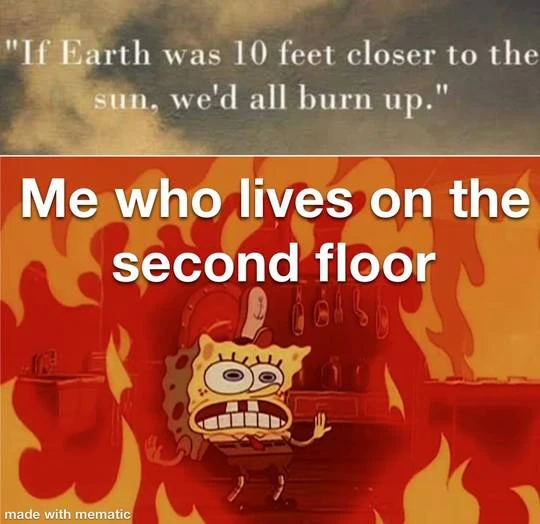 "If Earth was 10 feet closer to the
sun, we'd all burn up."
Me who lives on the
second floor
made with mematic